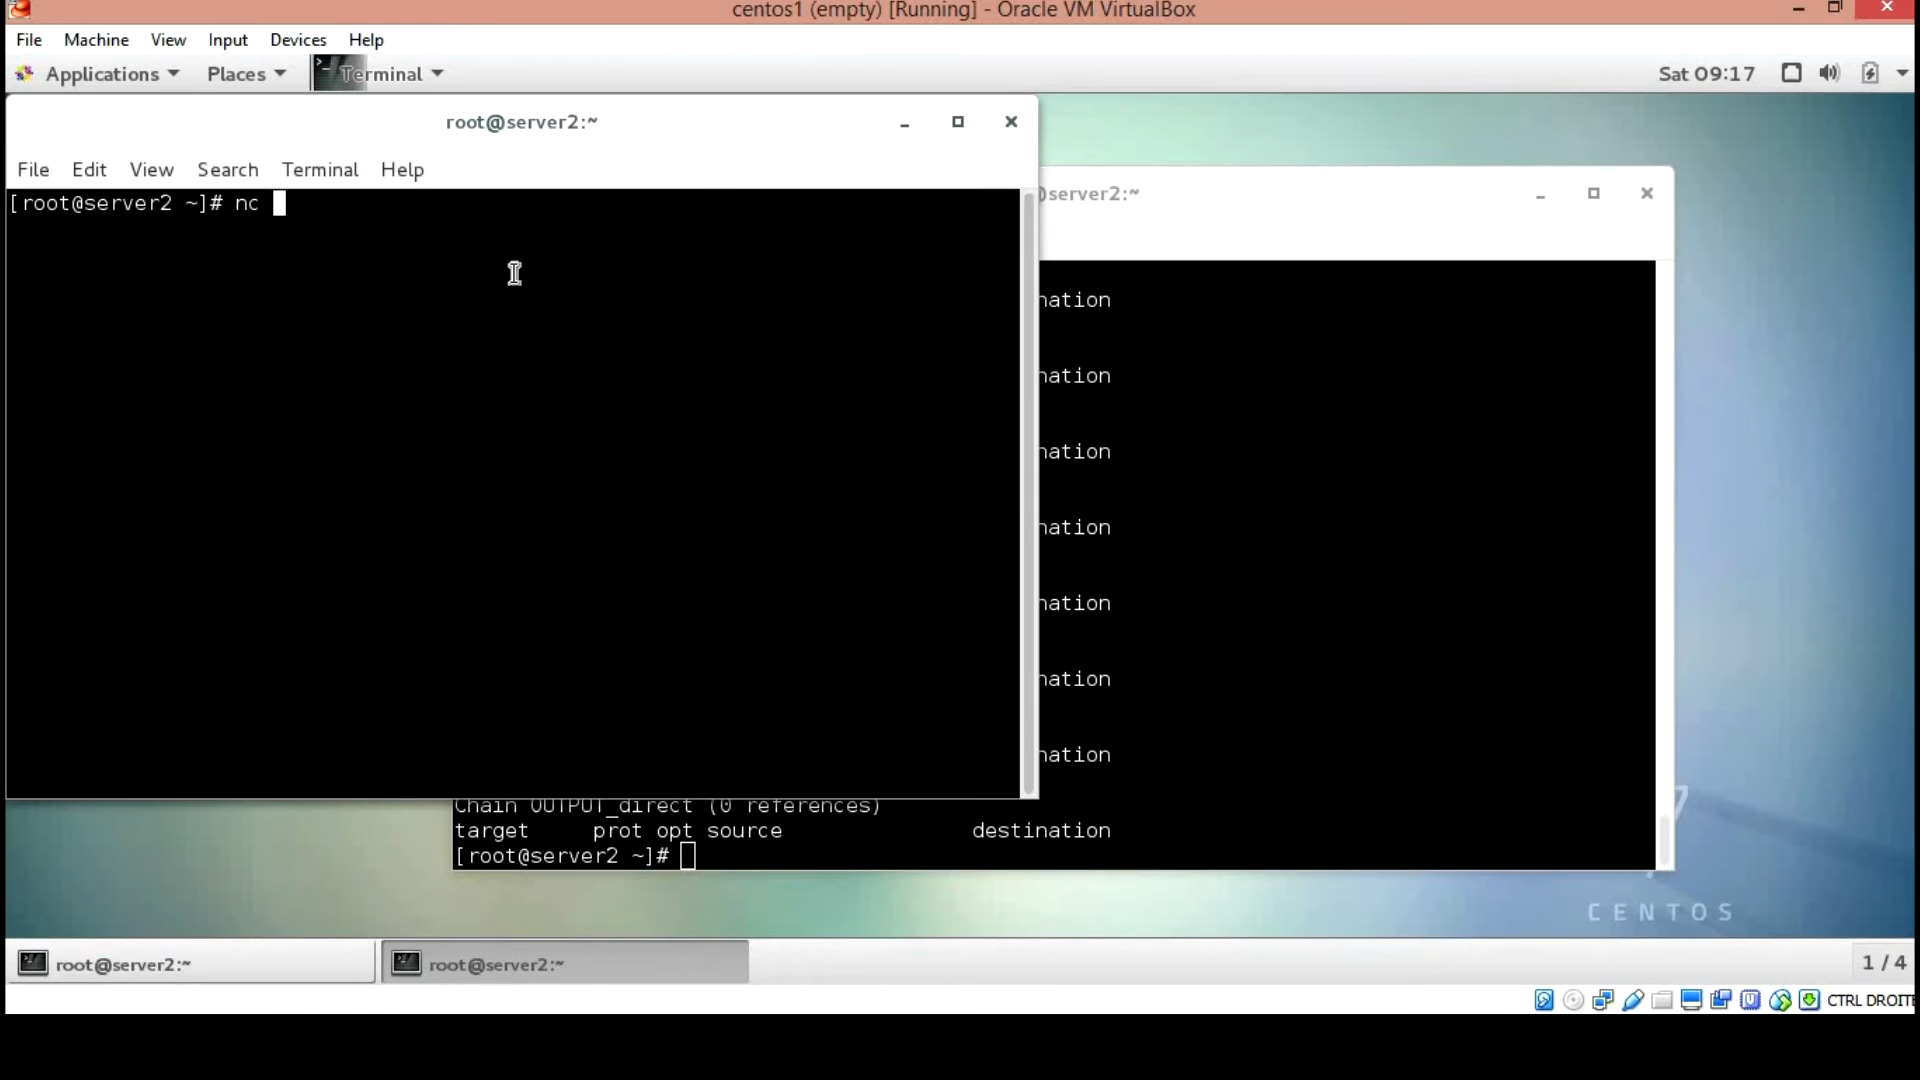 centos1 (empty) [Running] - Oracle VM VirtualBox
File Machine View Input Devices Help
Applications Places Terminal Sat 09:17
root@server2:~
File Edit View Search Terminal Help
[root@server2 ~]# nc
@server2:~
nation
nation
nation
nation
nation
nation
nation
Chain OUTPUT_direct (0 references)
target prot opt source destination
[root@server2 ~]#
7
CENTOS
root@server2:~ root@server2:~ 1 / 4
CTRL DROITE